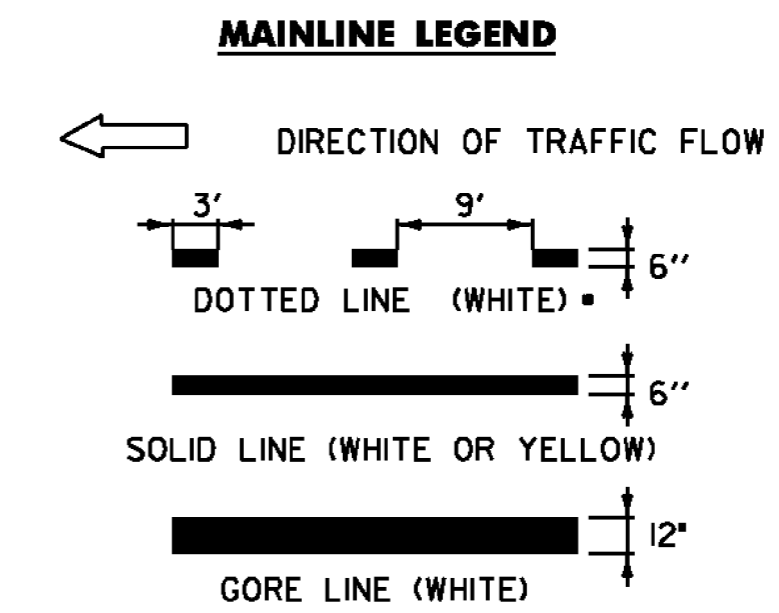 MAINLINE LEGEND
DIRECTION OF TRAFFIC FLOW
3' 9'
6"
DOTTED LINE (WHITE) ▪
6"
SOLID LINE (WHITE OR YELLOW)
12"
GORE LINE (WHITE)